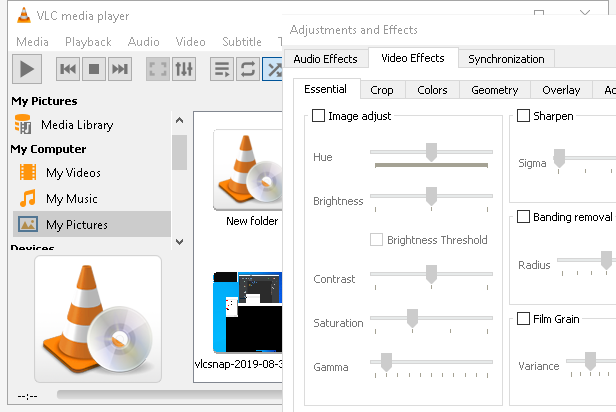 VLC media player
Media Playback Audio Video Subtitle
My Pictures
Media Library
My Computer
My Videos
My Music
My Pictures
Devices
New folder
vlcsnap-2019-08-3
--:--
Adjustments and Effects
Audio Effects Video Effects Synchronization
Essential Crop Colors Geometry Overlay
Image adjust
Hue
Brightness
Brightness Threshold
Contrast
Saturation
Gamma
Sharpen
Sigma
Banding removal
Radius
Film Grain
Variance